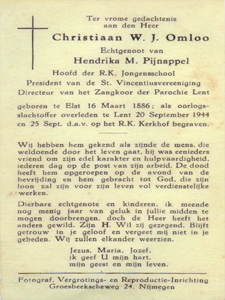 Ter vrome gedachtenis
aan den Heer
Christiaan W. J. Omloo
Echtgenoot van
Hendrika M. Pijnappel
Hoofd der R.K. Jongensschool
President van de St. Vincentiusvereeniging
Directeur van het Zangkoor der Parochie Lent
geboren te Elst 16 Maart 1886; als oorlogs-
slachtoffer overleden te Lent 20 September 1944
en 25 Sept. d.a.v. op het R.K. Kerkhof begraven.
Wij hebben hem gekend als zijnde de mens, die
weldoende door het leven gaat, hij was eenieders
vriend om zijn edel karakter en hulpvaardigheid,
iedere dag op de post van zijn arbeid. De dood
heeft hem opgeroepen op de avond van de
bevrijding en hem gebracht tot God, die zijn
loon zal zijn voor zijn leven vol verdienstelijke
werken.
Dierbare echtgenote en kinderen, ik meende
nog menig jaar van geluk in jullie midden te
mogen doorbrengen, doch de Heer heeft het
anders gewild. Zijn H. Wil zij gezegend. Blijft
getrouw in je geloof en vergeet mij niet in je
gebeden. Wij zullen elkander weerzien.
Jezus, Maria, Jozef,
ik geef U mijn hart,
mijn geest en mijn leven.
Fotograf. Vergrotings- en Reproductie-Inrichting
Groesbeekscheweg 24, Nijmegen